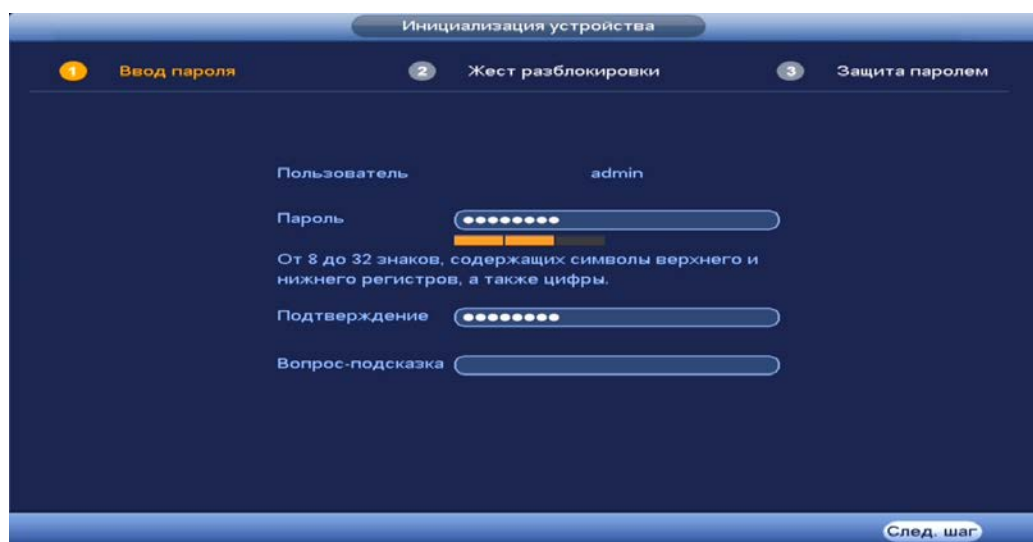 Инициализация устройства
1 Ввод пароля 2 Жест разблокировки 3 Защита паролем
Пользователь admin
Пароль ●●●●●●●●
От 8 до 32 знаков, содержащих символы верхнего и
нижнего регистров, а также цифры.
Подтверждение ●●●●●●●●
Вопрос-подсказка
След. шаг